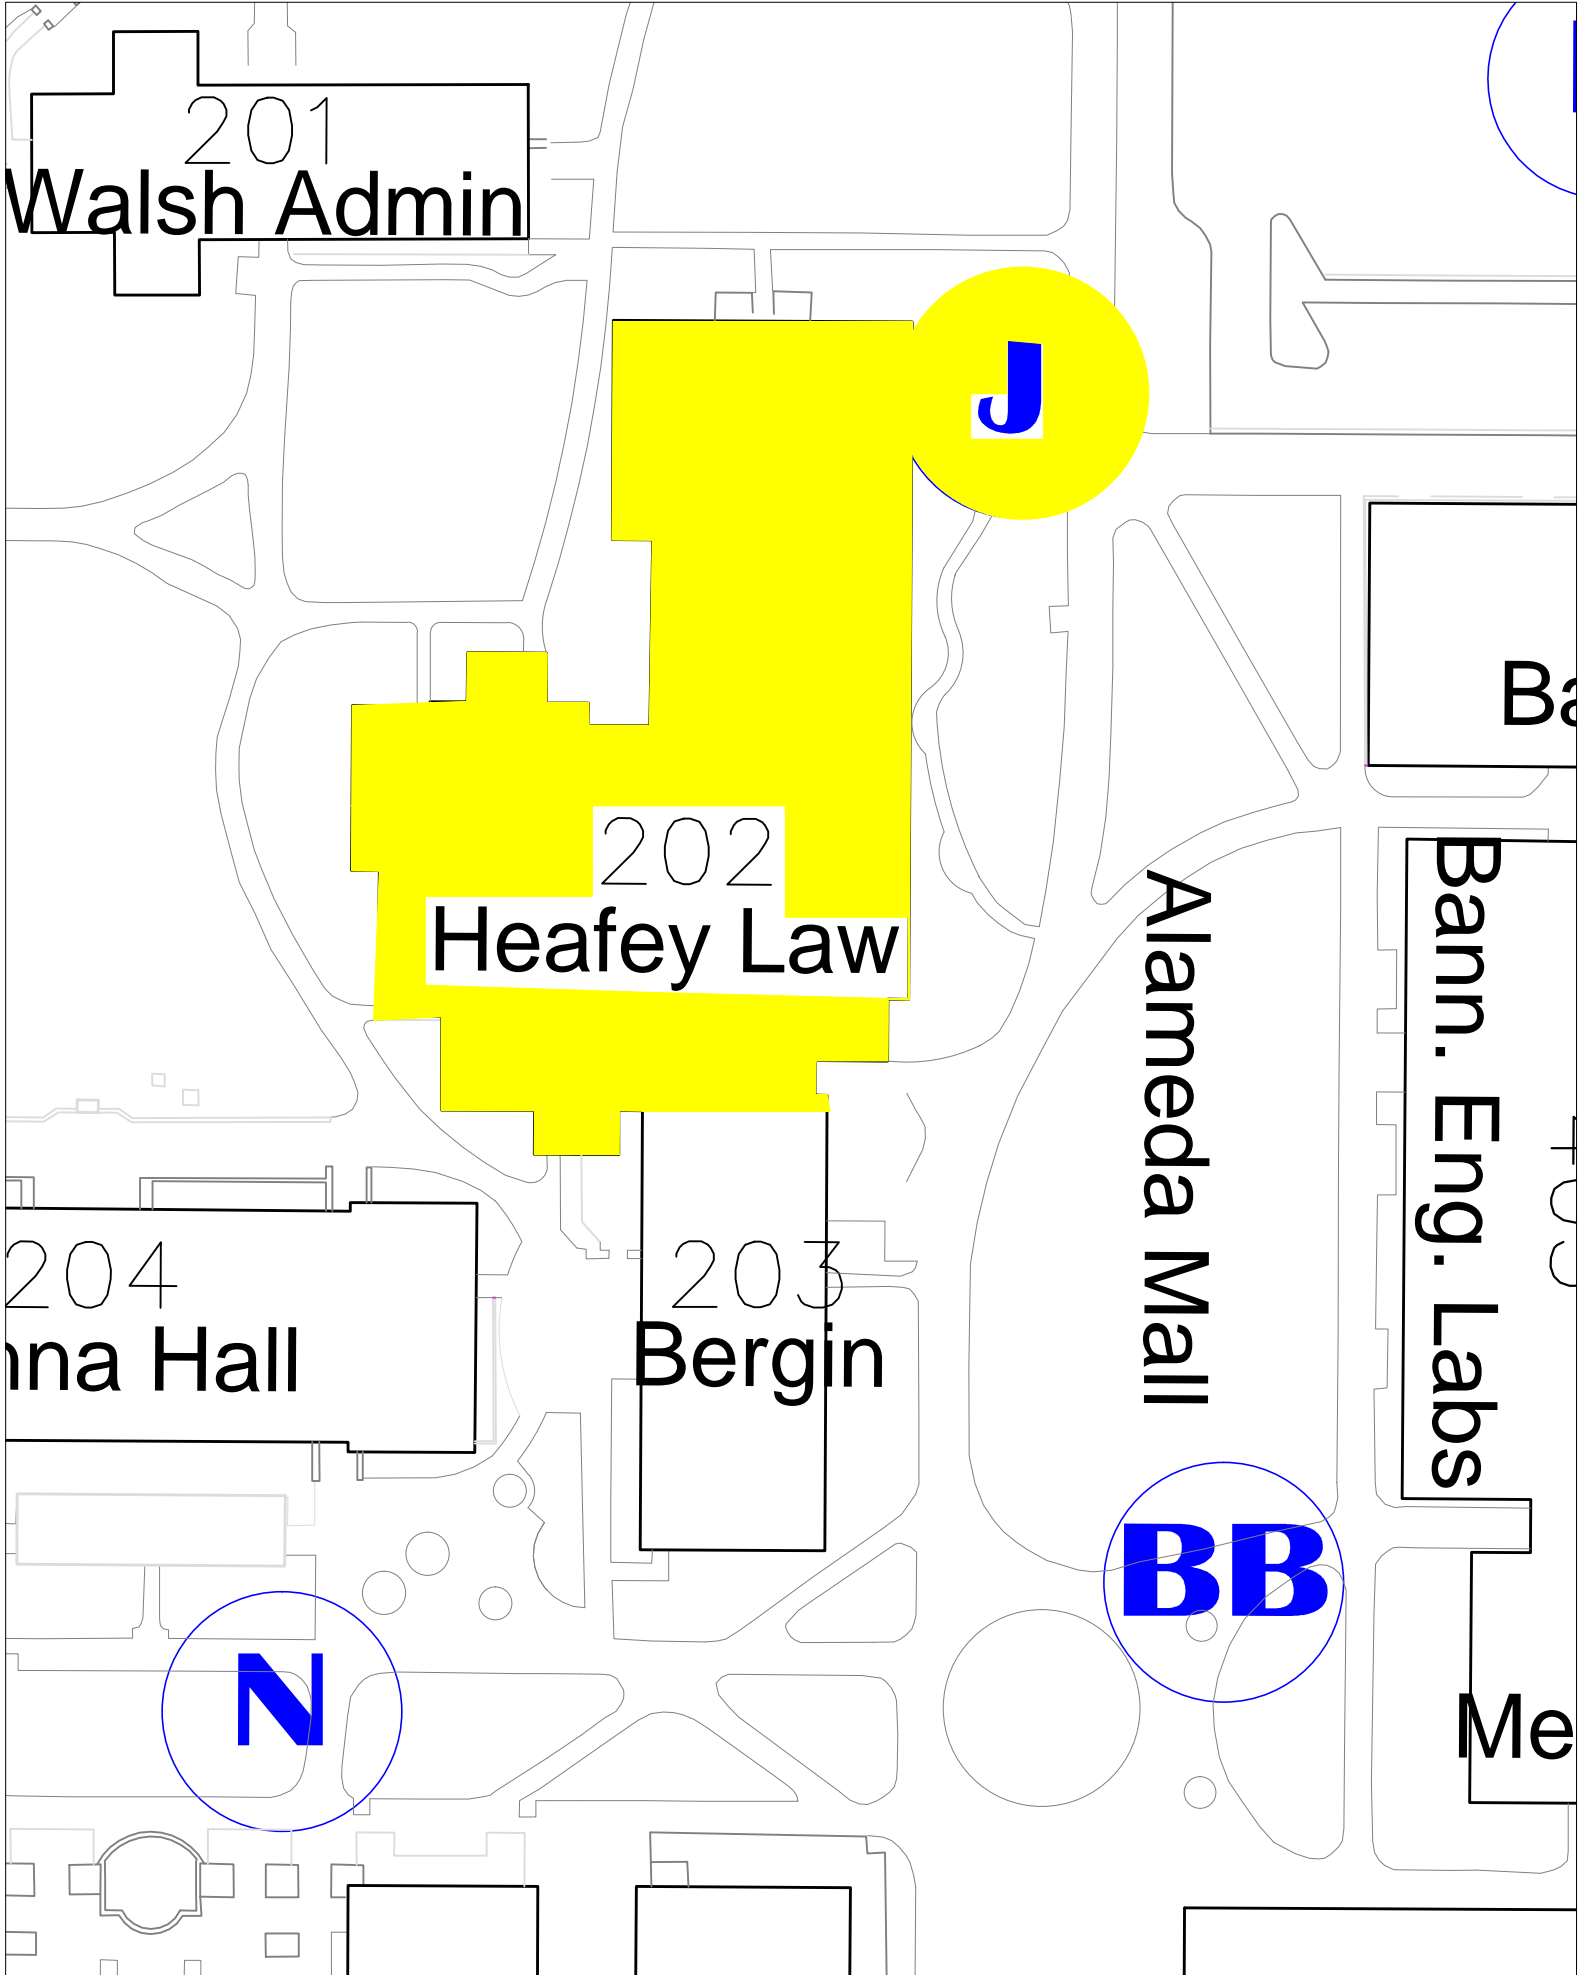 201
Walsh Admin
J
Ba
202
Heafey Law
Alameda Mall
Bann. Eng. Labs
204
nna Hall
203
Bergin
BB
N
Me